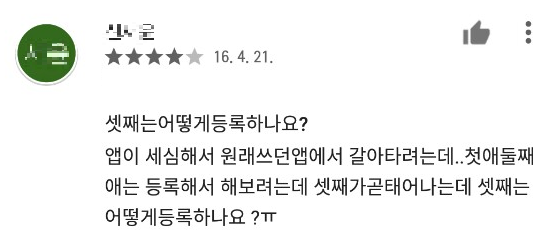 16. 4. 21.
셋째는어떻게등록하나요?
앱이 세심해서 원래쓰던앱에서 갈아타려는데..첫애둘째
애는 등록해서 해보려는데 셋째가곧태어나는데 셋째는
어떻게등록하나요 ?ㅠ